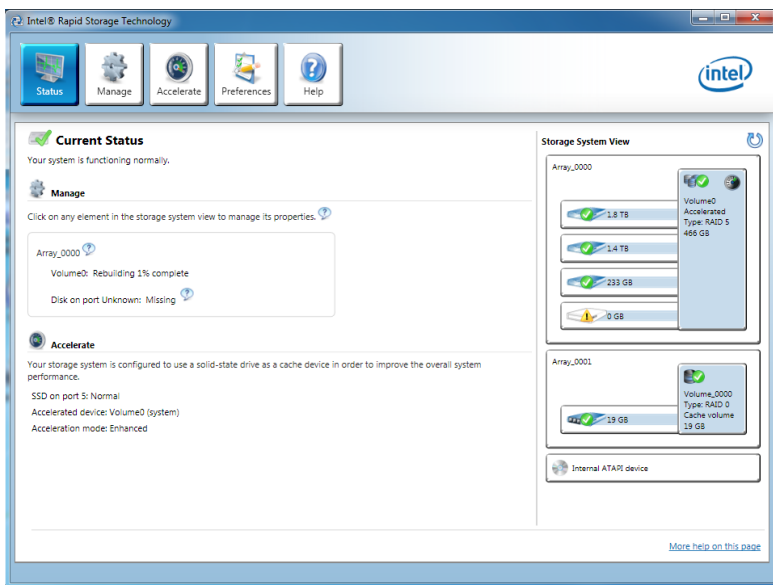 Intel® Rapid Storage Technology
Status
Manage
Accelerate
Preferences
Help
intel
Current Status
Your system is functioning normally.
Manage
Click on any element in the storage system view to manage its properties.
Array_0000
Volume0: Rebuilding 1% complete
Disk on port Unknown: Missing
Accelerate
Your storage system is configured to use a solid-state drive as a cache device in order to improve the overall system
performance.
SSD on port 5: Normal
Accelerated device: Volume0 (system)
Acceleration mode: Enhanced
Storage System View
Array_0000
1.8 TB
1.4 TB
233 GB
0 GB
Volume0
Accelerated
Type: RAID 5
466 GB
Array_0001
19 GB
Volume_0000
Type: RAID 0
Cache volume
19 GB
Internal ATAPI device
More help on this page